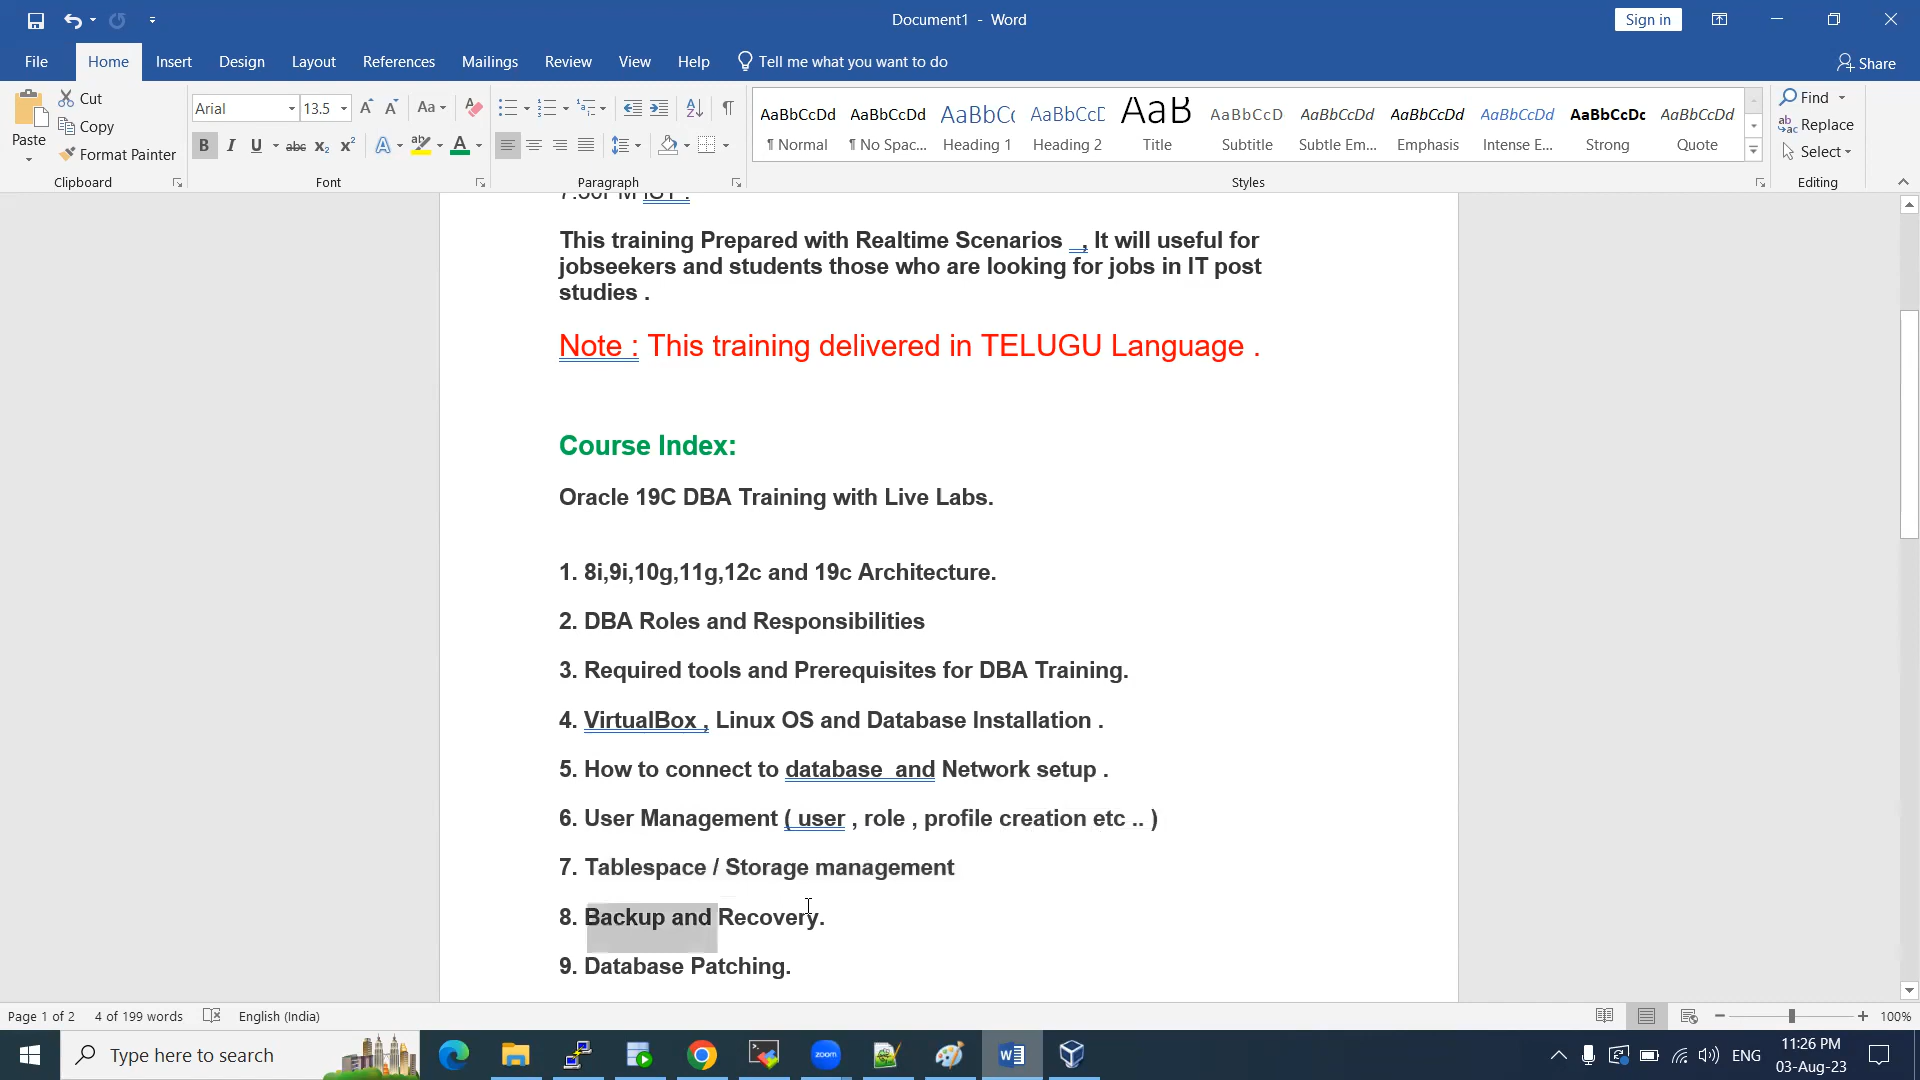 Document1 - Word
Sign in
File Home Insert Design Layout References Mailings Review View Help Tell me what you want to do Share
Paste
Cut
Copy
Format Painter
Clipboard
Arial 13.5
Font
Paragraph
AaBbCcDd AaBbCcDd AaBbC AaBbCcC AaB AaBbCcD AaBbCcDd AaBbCcDd AaBbCcDd AaBbCcDc AaBbCcDd
¶ Normal ¶ No Spac... Heading 1 Heading 2 Title Subtitle Subtle Em... Emphasis Intense E... Strong Quote
Styles
Find
Replace
Select
Editing
7:30PM IST .
This training Prepared with Realtime Scenarios , It will useful for
jobseekers and students those who are looking for jobs in IT post
studies .
Note : This training delivered in TELUGU Language .
Course Index:
Oracle 19C DBA Training with Live Labs.
1. 8i,9i,10g,11g,12c and 19c Architecture.
2. DBA Roles and Responsibilities
3. Required tools and Prerequisites for DBA Training.
4. VirtualBox , Linux OS and Database Installation .
5. How to connect to database and Network setup .
6. User Management ( user , role , profile creation etc .. )
7. Tablespace / Storage management
8. Backup and Recovery.
9. Database Patching.
Page 1 of 2 4 of 199 words English (India) 100%
Type here to search
zoom
ENG
11:26 PM
03-Aug-23